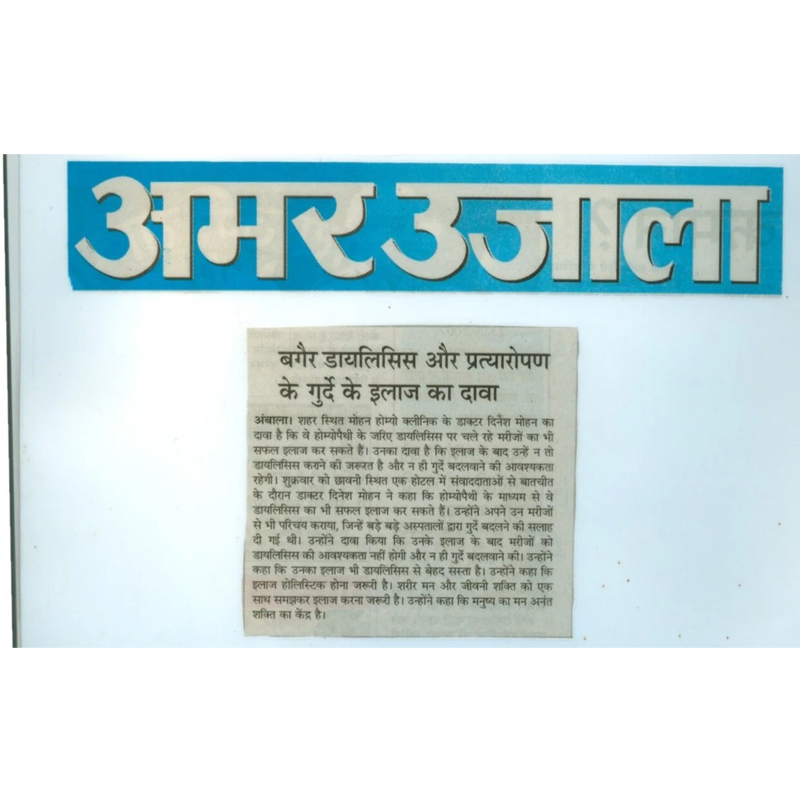 अमर उजाला
बगैर डायलिसिस और प्रत्यारोपण
के गुर्दे के इलाज का दावा
अंबाला। शहर स्थित मोहन होम्यो क्लीनिक के डाक्टर दिनेश मोहन का
दावा है कि वे होम्योपैथी के जरिए डायलिसिस पर चले रहे मरीजों का भी
सफल इलाज कर सकते हैं। उनका दावा है कि इलाज के बाद उन्हें न तो
डायलिसिस कराने की जरूरत है और न ही गुर्दे बदलवाने की आवश्यकता
रहेगी। शुक्रवार को छावनी स्थित एक होटल में संवाददाताओं से बातचीत
के दौरान डाक्टर दिनेश मोहन ने कहा कि होम्योपैथी के माध्यम से वे
डायलिसिस का भी सफल इलाज कर सकते हैं। उन्होंने अपने उन मरीजों
से भी परिचय कराया, जिन्हें बड़े बड़े अस्पतालों द्वारा गुर्दे बदलने की सलाह
दी गई थी। उन्होंने दावा किया कि उनके इलाज के बाद मरीजों को
डायलिसिस की आवश्यकता नहीं होगी और न ही गुर्दे बदलवाने की। उन्होंने
कहा कि उनका इलाज भी डायलिसिस से बेहद सस्ता है। उन्होंने कहा कि
इलाज होलिस्टिक होना जरूरी है। शरीर मन और जीवनी शक्ति को एक
साथ समझकर इलाज करना जरूरी है। उन्होंने कहा कि मनुष्य का मन अनंत
शक्ति का केंद्र है।